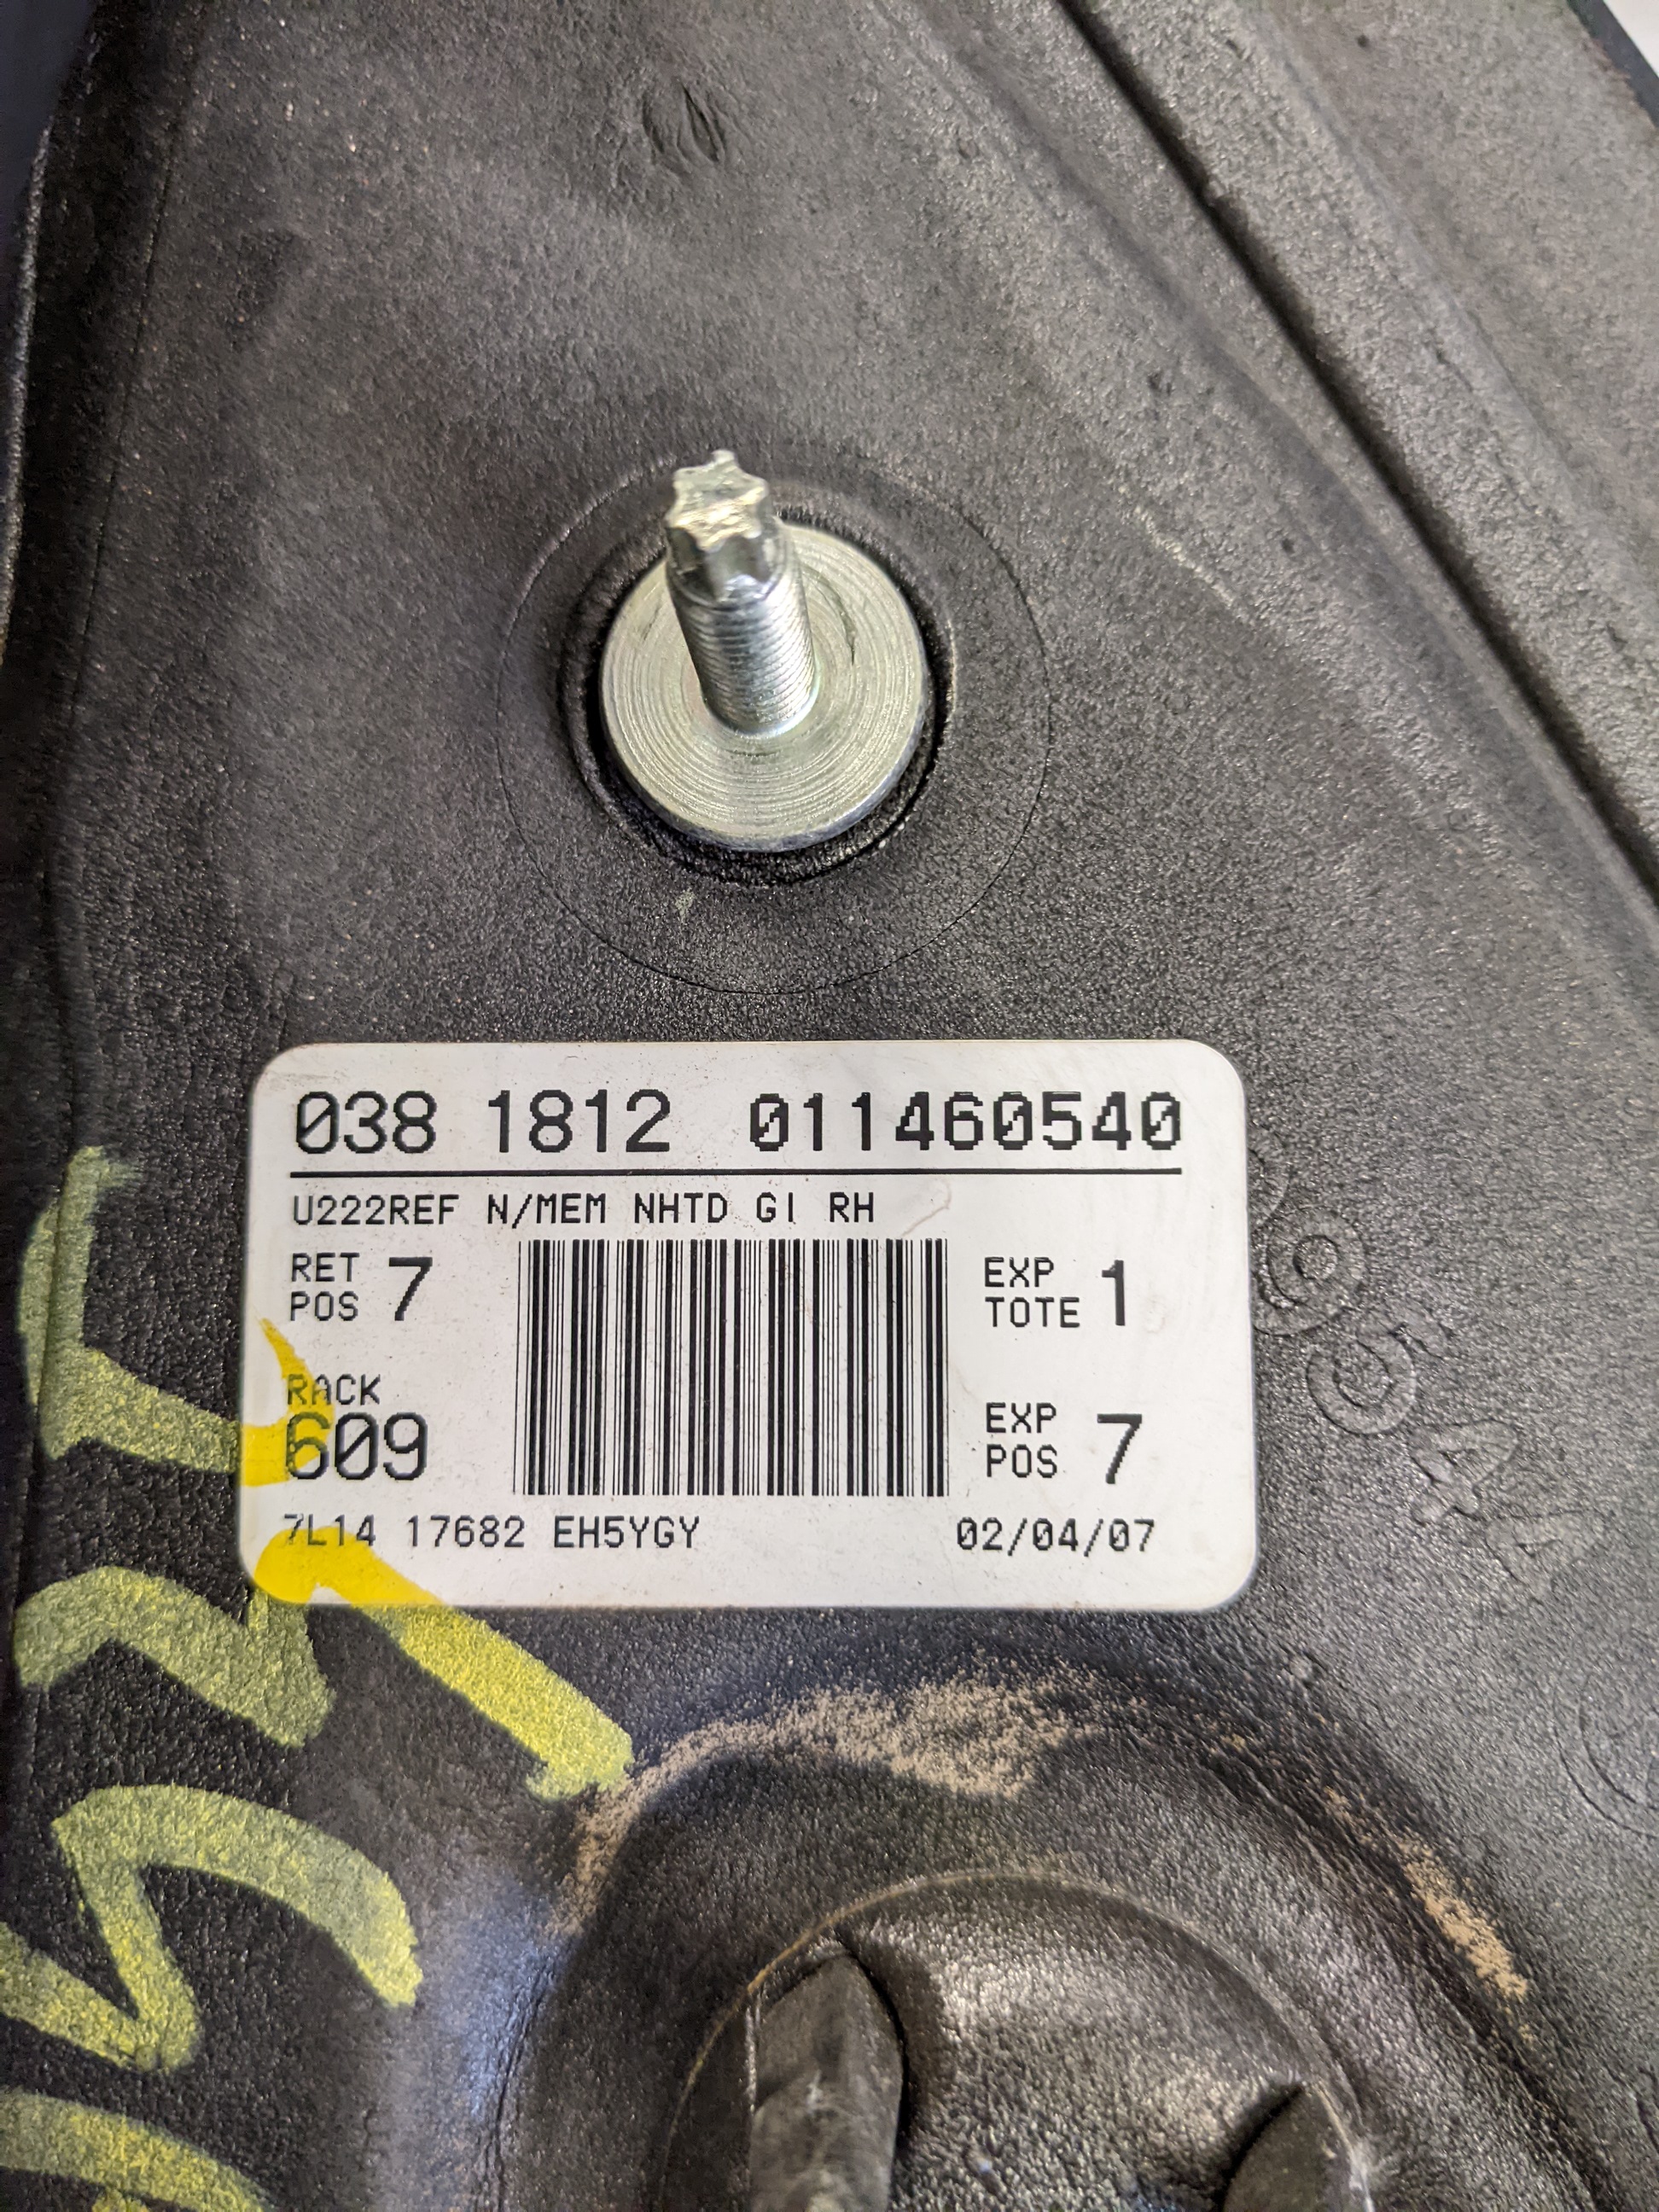 038 1812 011460540
U222REF N/MEM NHTD GI RH
RET POS 7
EXP TOTE 1
RACK 609
EXP POS 7
7L14 17682 EH5YGY 02/04/07